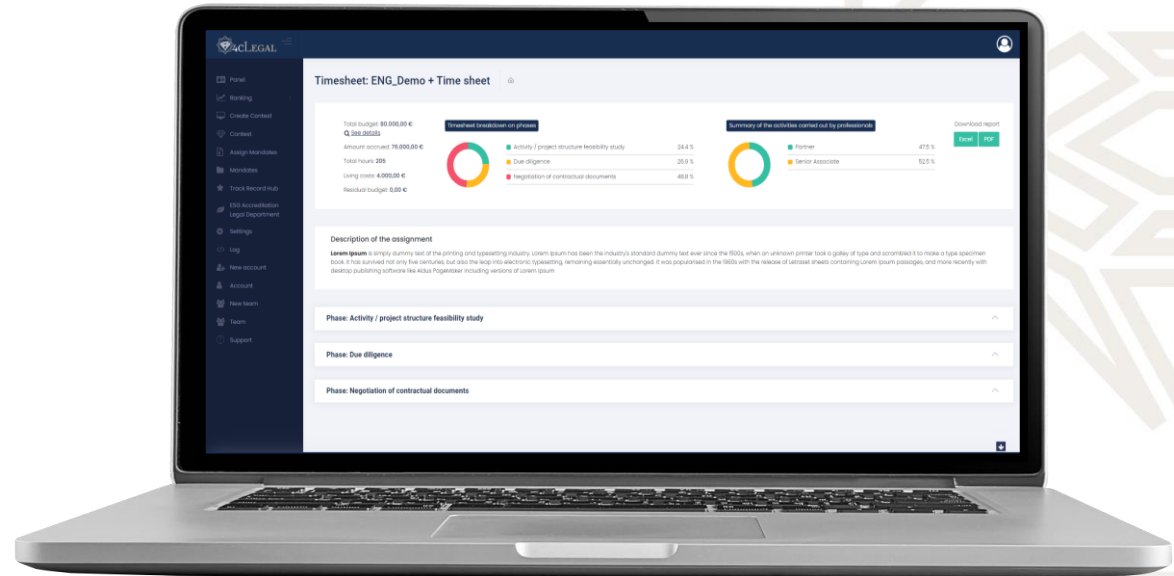 4cLegal
Panel
Ranking
Create Contest
Contest
Assign Mandates
Mandates
Track Record Hub
ESG Accreditation
Legal Department
Settings
Log
New account
Account
New team
Team
Support
Timesheet: ENG_Demo + Time sheet
Total budget: 80.000,00 €
See details
Amount accrued: 76.000,00 €
Total hours: 205
Living costs: 4.000,00 €
Residual budget: 0,00 €
Timesheet breakdown on phases
Activity / project structure feasibility study 24.4 %
Due diligence 26.8 %
Negotiation of contractual documents 48.8 %
Summary of the activities carried out by professionals
Partner 47.5 %
Senior Associate 52.5 %
Download report
Excel PDF
Description of the assignment
Lorem Ipsum is simply dummy text of the printing and typesetting industry. Lorem Ipsum has been the industry's standard dummy text ever since the 1500s, when an unknown printer took a galley of type and scrambled it to make a type specimen
book. It has survived not only five centuries, but also the leap into electronic typesetting, remaining essentially unchanged. It was popularised in the 1960s with the release of Letraset sheets containing Lorem Ipsum passages, and more recently with
desktop publishing software like Aldus PageMaker including versions of Lorem Ipsum
Phase: Activity / project structure feasibility study
Phase: Due diligence
Phase: Negotiation of contractual documents